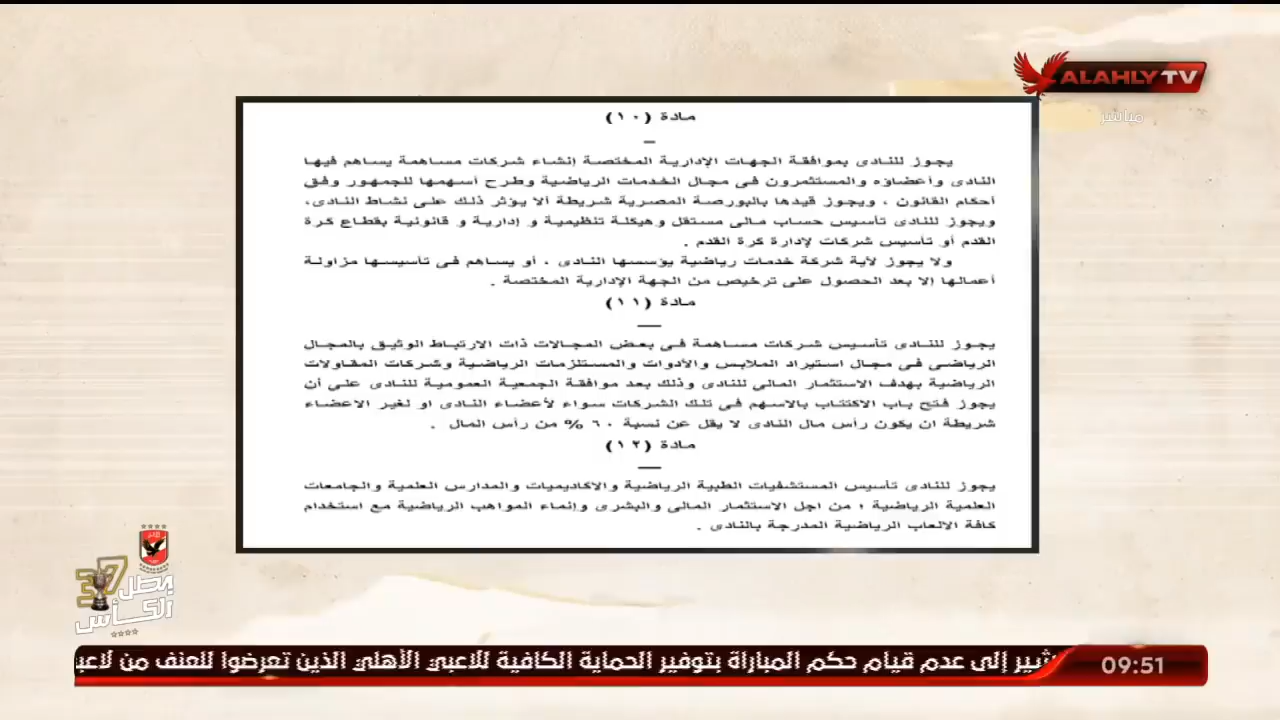 ALAHLY TV
مباشر
مادة (١٠)
يجوز للنادى بموافقة الجهات الإدارية المختصة إنشاء شركات مساهمة يساهم فيها
النادى وأعضاؤه والمستثمرون فى مجال الخدمات الرياضية وطرح أسهمها للجمهور وفق
أحكام القانون ، ويجوز قيدها بالبورصة المصرية شريطة ألا يؤثر ذلك على نشاط النادى،
ويجوز للنادى تأسيس حساب مالى مستقل وهيكلة تنظيمية و إدارية و قانونية بقطاع كرة
القدم أو تأسيس شركات لإدارة كرة القدم .
ولا يجوز لأية شركة خدمات رياضية يؤسسها النادى ، أو يساهم فى تأسيسها مزاولة
أعمالها إلا بعد الحصول على ترخيص من الجهة الإدارية المختصة .
مادة (١١)
يجوز للنادى تأسيس شركات مساهمة فى بعض المجالات ذات الارتباط الوثيق بالمجال
الرياضى فى مجال استيراد الملابس والأدوات والمستلزمات الرياضية وشركات المقاولات
الرياضية بهدف الاستثمار المالى للنادى وذلك بعد موافقة الجمعية العمومية للنادى على أن
يجوز فتح باب الاكتتاب بالاسهم فى تلك الشركات سواء لأعضاء النادى او لغير الاعضاء
شريطة ان يكون رأس مال النادى لا يقل عن نسبة ٦٠ % من رأس المال .
مادة (١٢)
يجوز للنادى تأسيس المستشفيات الطبية الرياضية والاكاديميات والمدارس العلمية والجامعات
العلمية الرياضية ؛ من اجل الاستثمار المالى والبشرى وإنماء المواهب الرياضية مع استخدام
كافة الالعاب الرياضية المدرجة بالنادى .
37
بطل
الكأس
شير إلى عدم قيام حكم المباراة بتوفير الحماية الكافية للاعبي الأهلي الذين تعرضوا للعنف من لاعب
09:51